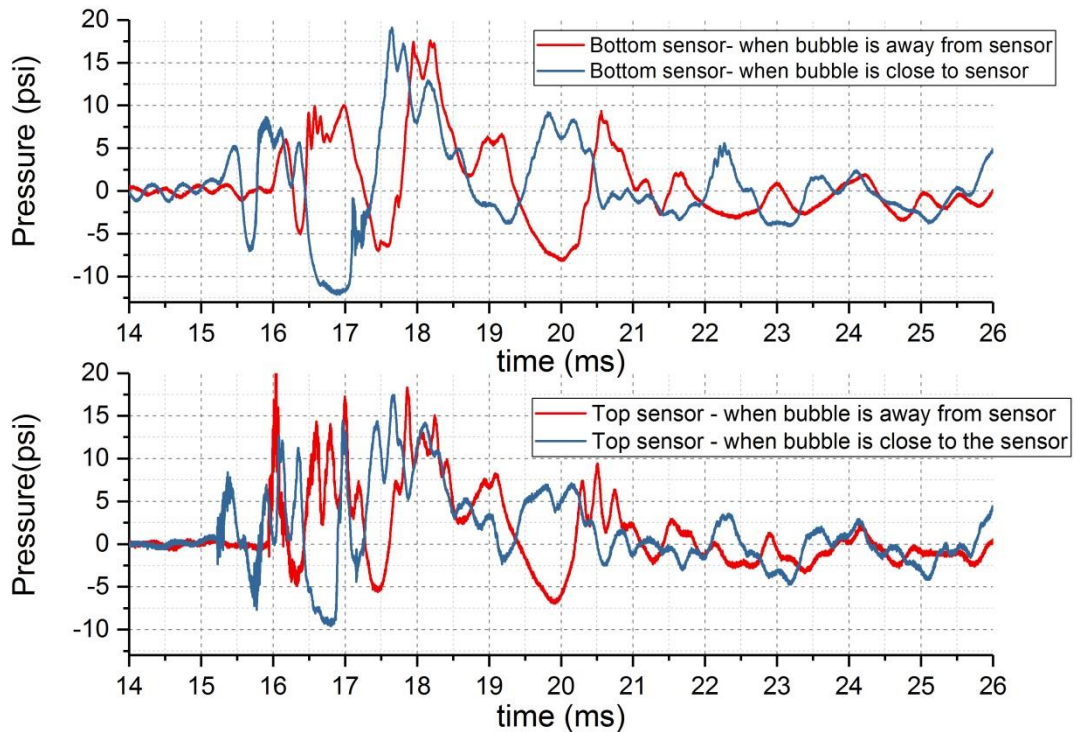 Pressure (psi)
20
15
10
5
0
-5
-10
Bottom sensor- when bubble is away from sensor
Bottom sensor- when bubble is close to sensor
14 15 16 17 18 19 20 21 22 23 24 25 26
time (ms)
Pressure(psi)
20
15
10
5
0
-5
-10
Top sensor - when bubble is away from sensor
Top sensor - when bubble is close to the sensor
14 15 16 17 18 19 20 21 22 23 24 25 26
time (ms)